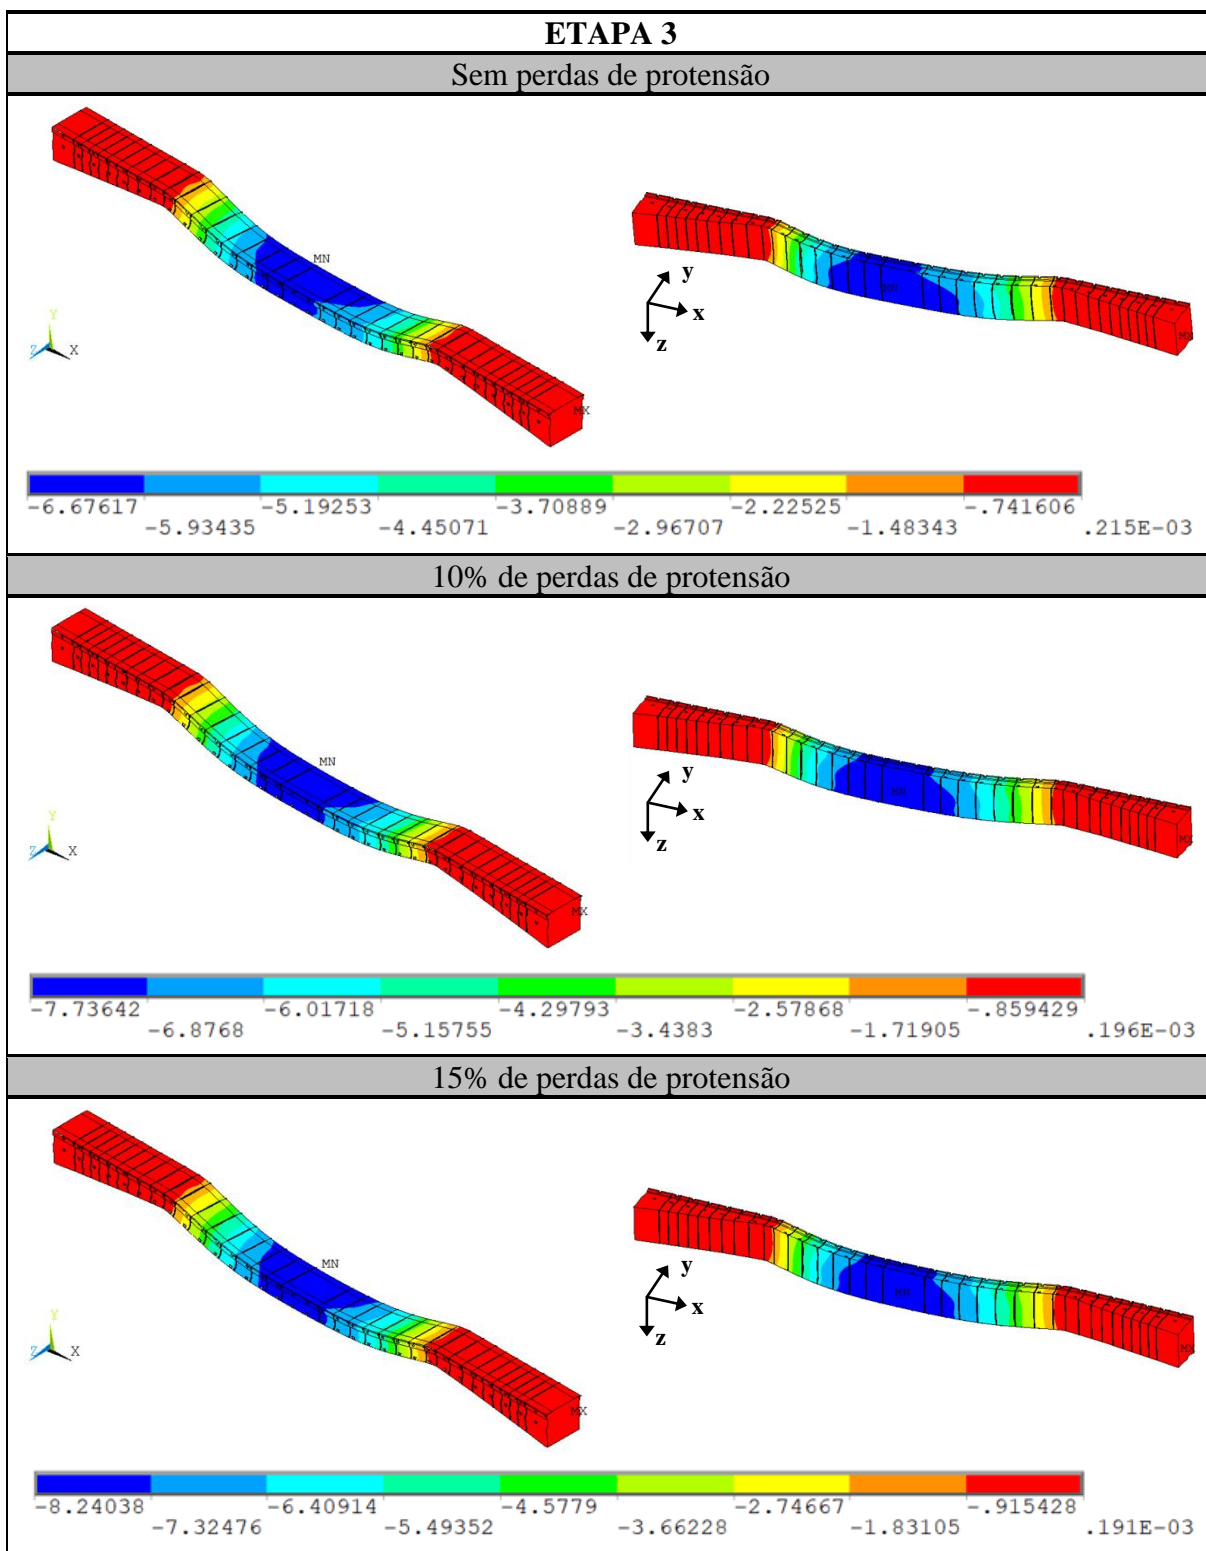 ETAPA 3
Sem perdas de protensão
MN
Y
Z
X
MX
y
x
z
MN
MX
-6.67617 -5.19253 -3.70889 -2.22525 -.741606
-5.93435 -4.45071 -2.96707 -1.48343 .215E-03
10% de perdas de protensão
MN
Y
Z
X
MX
y
x
z
MN
MX
-7.73642 -6.01718 -4.29793 -2.57868 -.859429
-6.8768 -5.15755 -3.4383 -1.71905 .196E-03
15% de perdas de protensão
MN
Y
Z
X
MX
y
x
z
MN
MX
-8.24038 -6.40914 -4.5779 -2.74667 -.915428
-7.32476 -5.49352 -3.66228 -1.83105 .191E-03